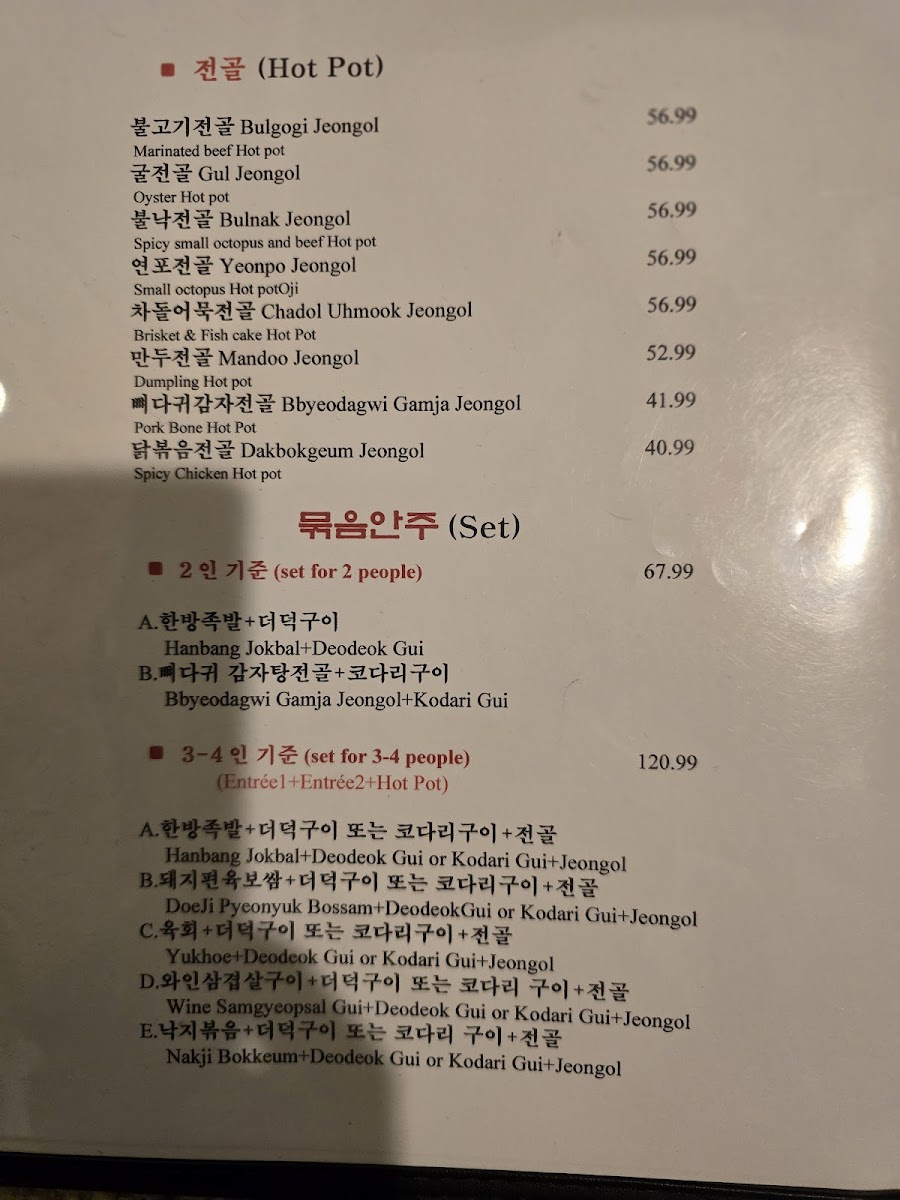 ■ 전골 (Hot Pot)
불고기전골 Bulgogi Jeongol 56.99
Marinated beef Hot pot
굴전골 Gul Jeongol 56.99
Oyster Hot pot
불낙전골 Bulnak Jeongol 56.99
Spicy small octopus and beef Hot pot
연포전골 Yeonpo Jeongol 56.99
Small octopus Hot potOji
차돌어묵전골 Chadol Uhmook Jeongol 56.99
Brisket & Fish cake Hot Pot
만두전골 Mandoo Jeongol 52.99
Dumpling Hot pot
뼈다귀감자전골 Bbyeodagwi Gamja Jeongol 41.99
Pork Bone Hot Pot
닭볶음전골 Dakbokgeum Jeongol 40.99
Spicy Chicken Hot pot
묶음안주 (Set)
■ 2인 기준 (set for 2 people) 67.99
A.한방족발+더덕구이
Hanbang Jokbal+Deodeok Gui
B.뼈다귀 감자탕전골+코다리구이
Bbyeodagwi Gamja Jeongol+Kodari Gui
■ 3-4인 기준 (set for 3-4 people) 120.99
(Entrée1+Entrée2+Hot Pot)
A.한방족발+더덕구이 또는 코다리구이+전골
Hanbang Jokbal+Deodeok Gui or Kodari Gui+Jeongol
B.돼지편육보쌈+더덕구이 또는 코다리구이+전골
DoeJi Pyeonyuk Bossam+DeodeokGui or Kodari Gui+Jeongol
C.육회+더덕구이 또는 코다리구이+전골
Yukhoe+Deodeok Gui or Kodari Gui+Jeongol
D.와인삼겹살구이+더덕구이 또는 코다리 구이+전골
Wine Samgyeopsal Gui+Deodeok Gui or Kodari Gui+Jeongol
E.낙지볶음+더덕구이 또는 코다리 구이+전골
Nakji Bokkeum+Deodeok Gui or Kodari Gui+Jeongol